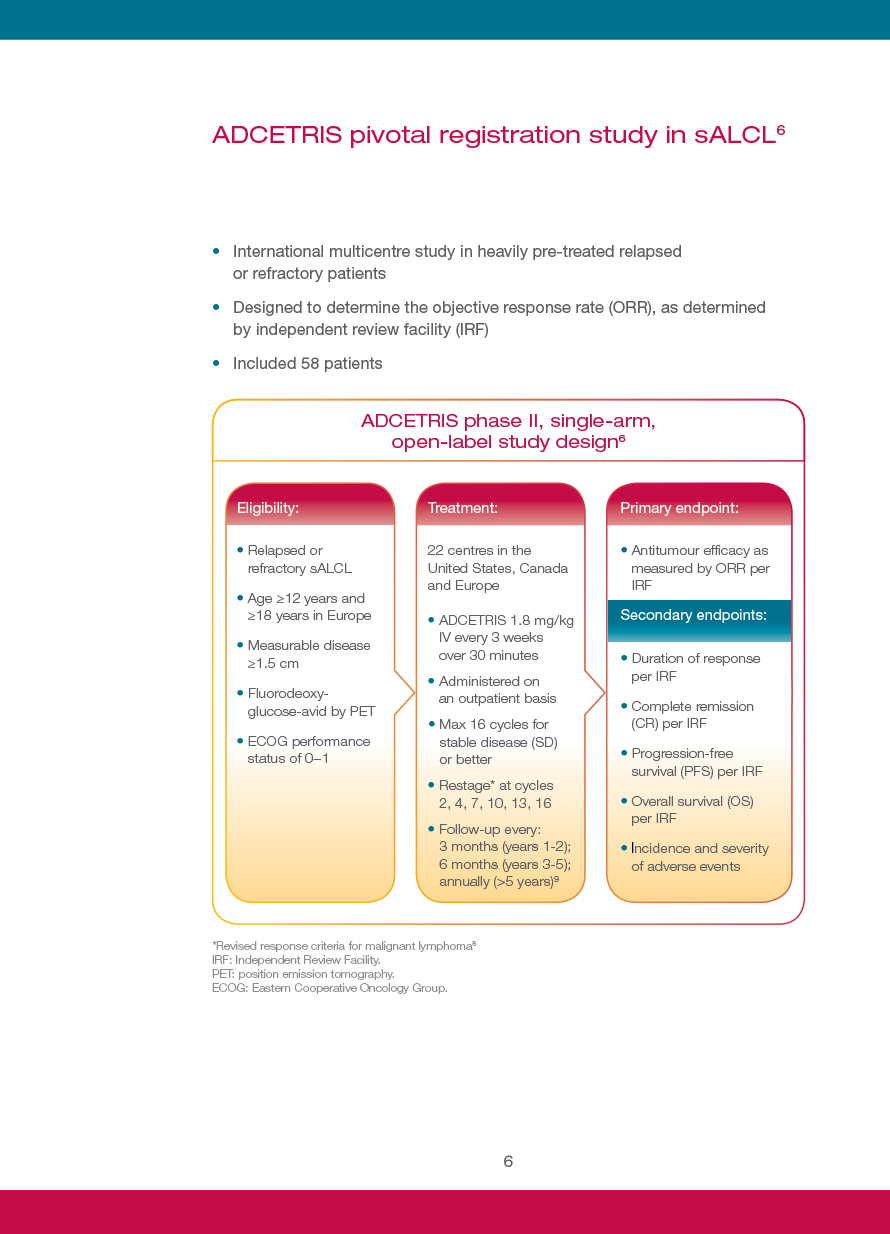 ADCETRIS pivotal registration study in sALCL⁶
• International multicentre study in heavily pre-treated relapsed
or refractory patients
• Designed to determine the objective response rate (ORR), as determined
by independent review facility (IRF)
• Included 58 patients
ADCETRIS phase II, single-arm,
open-label study design⁶
Eligibility:
• Relapsed or
refractory sALCL
• Age ≥12 years and
≥18 years in Europe
• Measurable disease
≥1.5 cm
• Fluorodeoxy-
glucose-avid by PET
• ECOG performance
status of 0–1
Treatment:
22 centres in the
United States, Canada
and Europe
• ADCETRIS 1.8 mg/kg
IV every 3 weeks
over 30 minutes
• Administered on
an outpatient basis
• Max 16 cycles for
stable disease (SD)
or better
• Restage* at cycles
2, 4, 7, 10, 13, 16
• Follow-up every:
3 months (years 1-2);
6 months (years 3-5);
annually (>5 years)⁹
Primary endpoint:
• Antitumour efficacy as
measured by ORR per
IRF
Secondary endpoints:
• Duration of response
per IRF
• Complete remission
(CR) per IRF
• Progression-free
survival (PFS) per IRF
• Overall survival (OS)
per IRF
• Incidence and severity
of adverse events
*Revised response criteria for malignant lymphoma⁸
IRF: Independent Review Facility.
PET: position emission tomography.
ECOG: Eastern Cooperative Oncology Group.
6